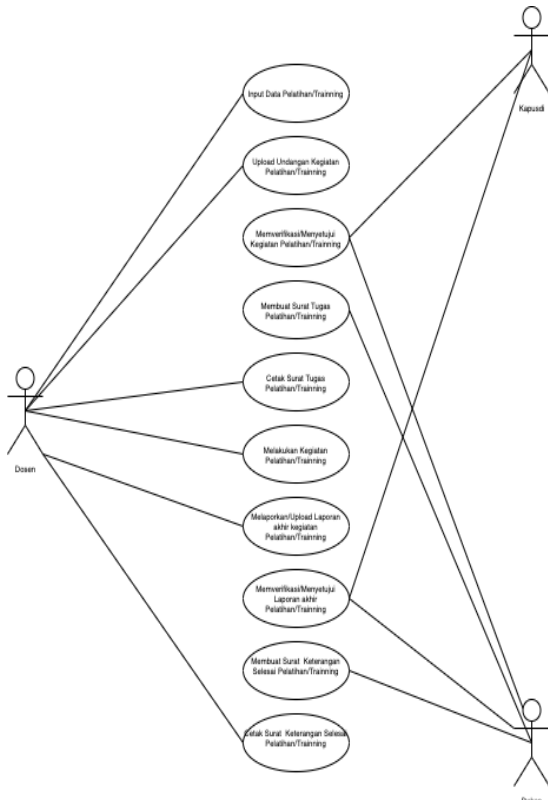 Kapusdi
Input Data Pelatihan/Trainning
Upload Undangan Kegiatan
Pelatihan/Trainning
Memverifikasi/Menyetujui
Kegiatan Pelatihan/Trainning
Membuat Surat Tugas
Pelatihan/Trainning
Cetak Surat Tugas
Pelatihan/Trainning
Melakukan Kegiatan
Pelatihan/Trainning
Dosen
Melaporkan/Upload Laporan
akhir kegiatan
Pelatihan/Trainning
Memverifikasi/Menyetujui
Laporan akhir
Pelatihan/Trainning
Membuat Surat Keterangan
Selesai Pelatihan/Trainning
Cetak Surat Keterangan Selesai
Pelatihan/Trainning